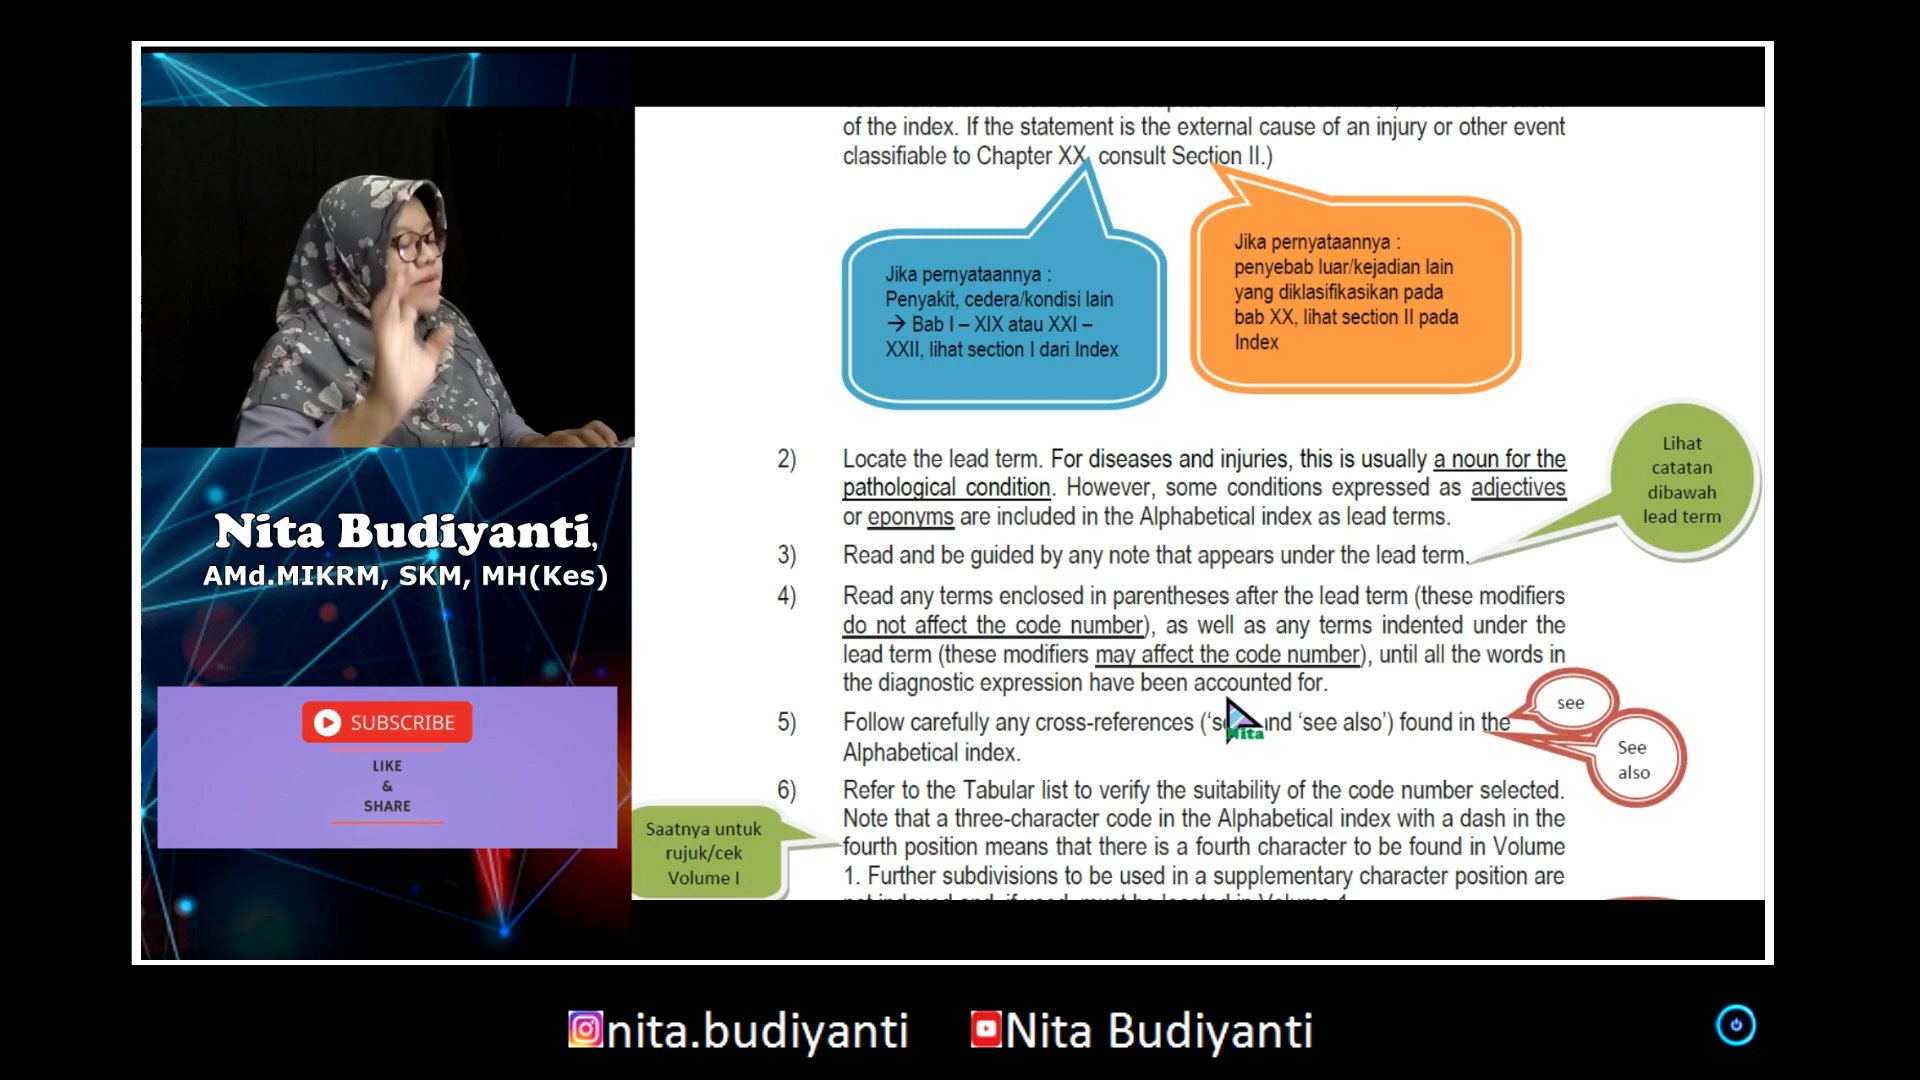 of the index. If the statement is the external cause of an injury or other event
classifiable to Chapter XX, consult Section II.)
Jika pernyataannya :
Penyakit, cedera/kondisi lain
→ Bab I – XIX atau XXI –
XXII, lihat section I dari Index
Jika pernyataannya :
penyebab luar/kejadian lain
yang diklasifikasikan pada
bab XX, lihat section II pada
Index
2) Locate the lead term. For diseases and injuries, this is usually a noun for the
pathological condition. However, some conditions expressed as adjectives
or eponyms are included in the Alphabetical index as lead terms.
Lihat
catatan
dibawah
lead term
3) Read and be guided by any note that appears under the lead term.
4) Read any terms enclosed in parentheses after the lead term (these modifiers
do not affect the code number), as well as any terms indented under the
lead term (these modifiers may affect the code number), until all the words in
the diagnostic expression have been accounted for.
5) Follow carefully any cross-references ( and ‘see also’) found in the
Alphabetical index.
Nita
see
See
also
6) Refer to the Tabular list to verify the suitability of the code number selected.
Note that a three-character code in the Alphabetical index with a dash in the
fourth position means that there is a fourth character to be found in Volume
1. Further subdivisions to be used in a supplementary character position are
Saatnya untuk
rujuk/cek
Volume I
Nita Budiyanti,
AMd.MIKRM, SKM, MH(Kes)
SUBSCRIBE
LIKE
&
SHARE
nita.budiyanti
Nita Budiyanti